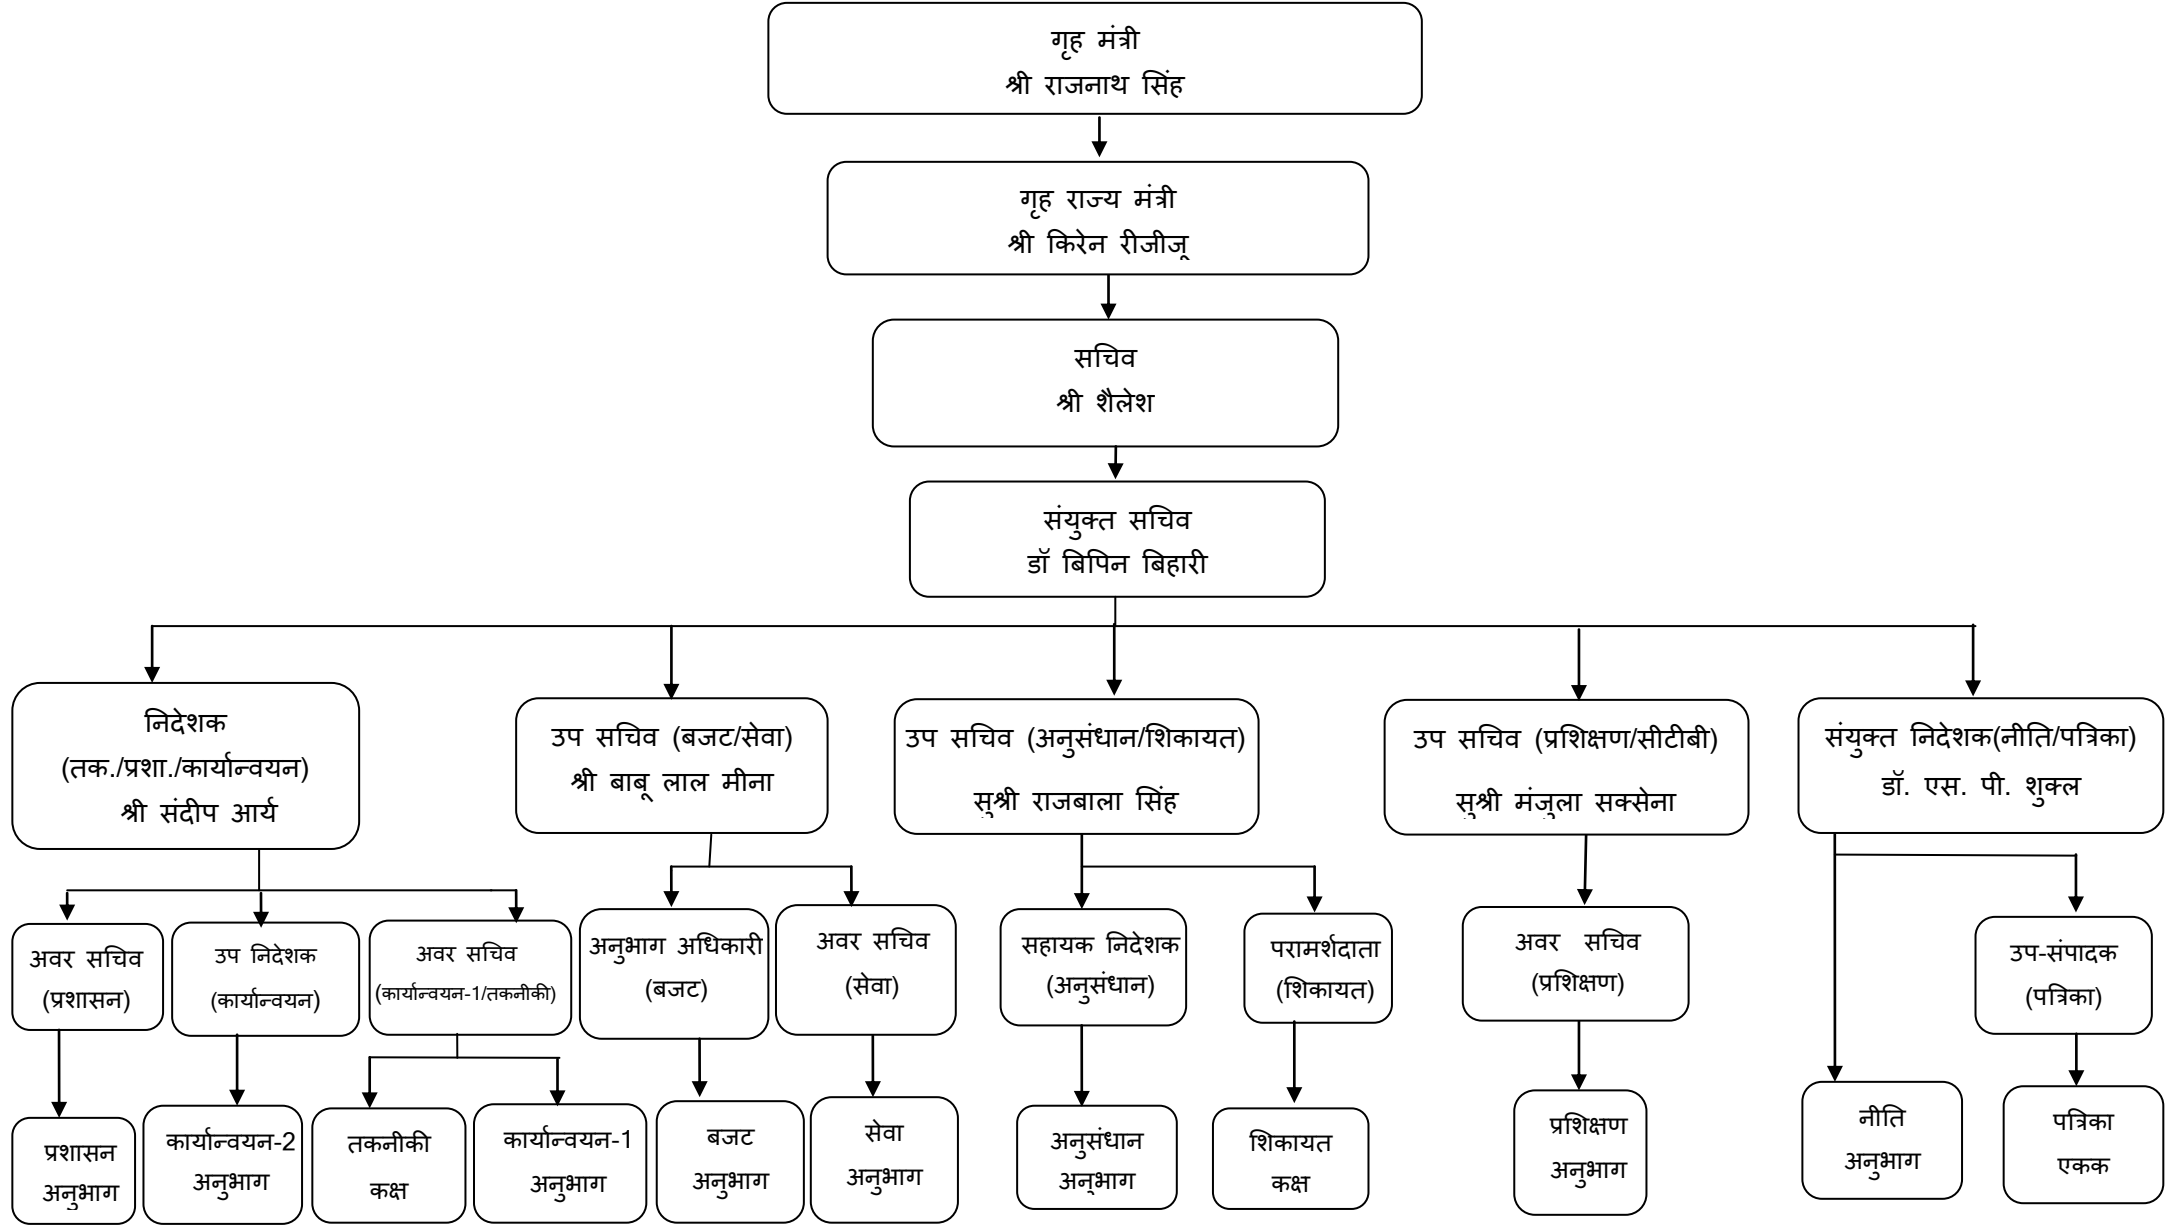 गृह मंत्री
श्री राजनाथ सिंह
गृह राज्य मंत्री
श्री किरेन रीजीजू
सचिव
श्री शैलेश
संयुक्त सचिव
डॉ बिपिन बिहारी
निदेशक
(तक./प्रशा./कार्यान्वयन)
श्री संदीप आर्य
उप सचिव (बजट/सेवा)
श्री बाबू लाल मीना
उप सचिव (अनुसंधान/शिकायत)
सुश्री राजबाला सिंह
उप सचिव (प्रशिक्षण/सीटीबी)
सुश्री मंजुला सक्सेना
संयुक्त निदेशक(नीति/पत्रिका)
डॉ. एस. पी. शुक्ल
अवर सचिव
(प्रशासन)
उप निदेशक
(कार्यान्वयन)
अवर सचिव
(कार्यान्वयन-1/तकनीकी)
अनुभाग अधिकारी
(बजट)
अवर सचिव
(सेवा)
सहायक निदेशक
(अनुसंधान)
परामर्शदाता
(शिकायत)
अवर सचिव
(प्रशिक्षण)
उप-संपादक
(पत्रिका)
प्रशासन
अनुभाग
कार्यान्वयन-2
अनुभाग
तकनीकी
कक्ष
कार्यान्वयन-1
अनुभाग
बजट
अनुभाग
सेवा
अनुभाग
अनुसंधान
अनुभाग
शिकायत
कक्ष
प्रशिक्षण
अनुभाग
नीति
अनुभाग
पत्रिका
एकक